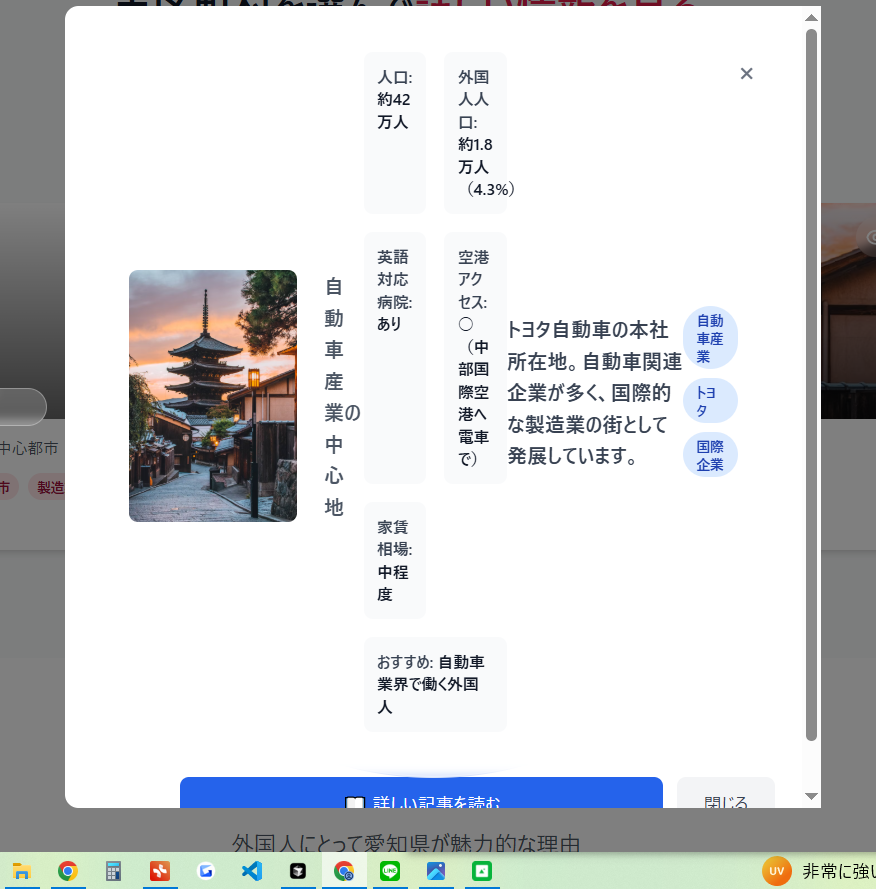 人口:
約42
万人
外国
人人
口:
約1.8
万人
（4.3%）
×
英語
対応
病院:
あり
空港
アク
セス:
○
（中
部国
際空
港へ
電車
で）
家賃
相場:
中程
度
おすすめ: 自動車
業界で働く外国
人
自
動
車
産
業の
中
心
地
トヨタ自動車の本社
所在地。自動車関連
企業が多く、国際的
な製造業の街として
発展しています。
自動
車産
業
トヨ
タ
国際
企業
📖 詳しい記事を読む
閉じる
中心都市
市
製造
外国人にとって愛知県が魅力的な理由
UV
非常に強い